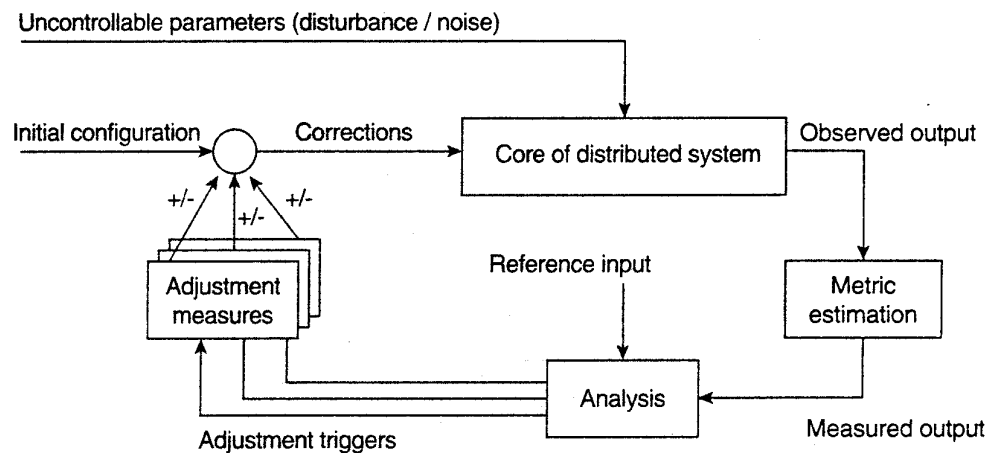 Uncontrollable parameters (disturbance / noise)
Initial configuration
Corrections
Core of distributed system
Observed output
+/-
+/-
+/-
Reference input
Adjustment
measures
Metric
estimation
Analysis
Adjustment triggers
Measured output